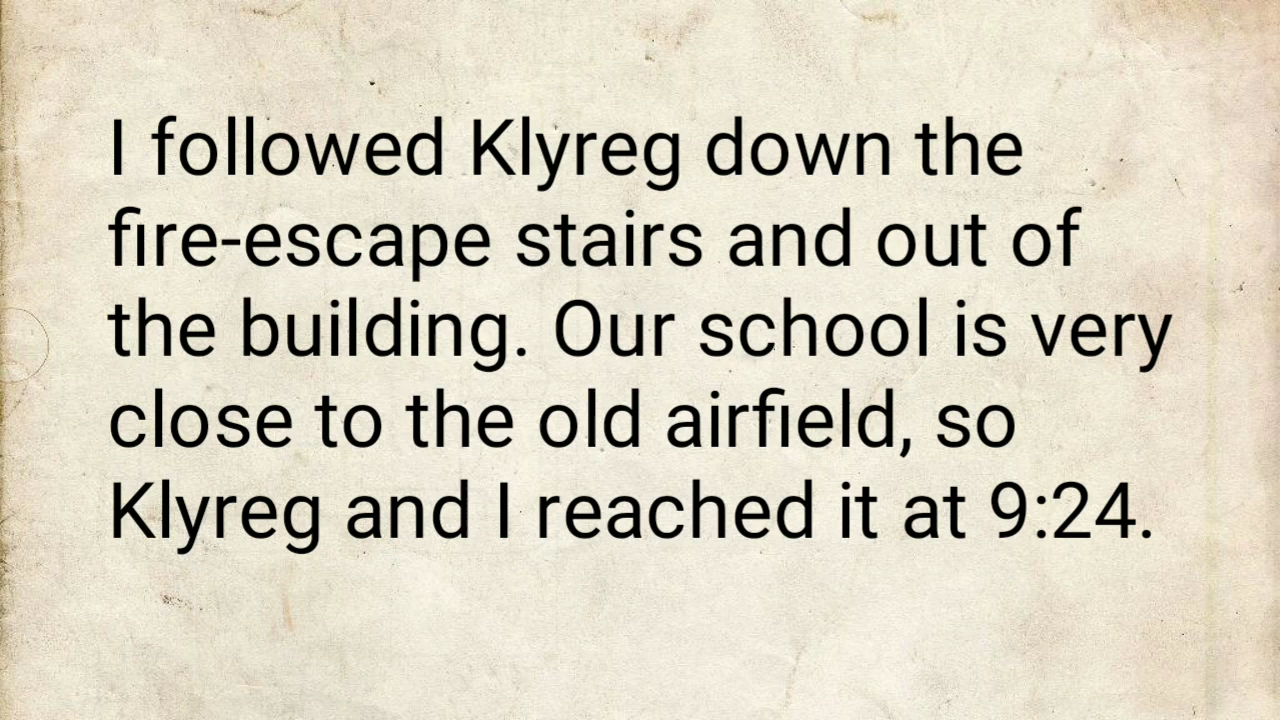 I followed Klyreg down the
fire-escape stairs and out of
the building. Our school is very
close to the old airfield, so
Klyreg and I reached it at 9:24.